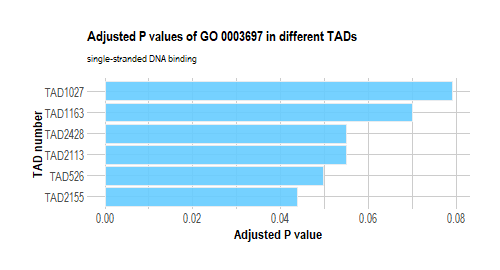 Adjusted P values of GO 0003697 in different TADs
single-stranded DNA binding
TAD number
TAD1027
TAD1163
TAD2428
TAD2113
TAD526
TAD2155
0.00 0.02 0.04 0.06 0.08
Adjusted P value